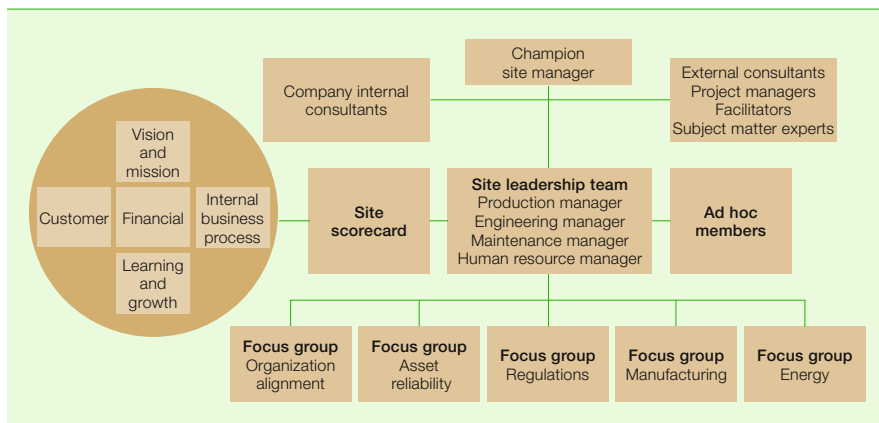 Champion
site manager
Company internal
consultants
External consultants
Project managers
Facilitators
Subject matter experts
Vision
and
mission
Customer
Financial
Internal
business
process
Learning
and
growth
Site
scorecard
Site leadership team
Production manager
Engineering manager
Maintenance manager
Human resource manager
Ad hoc
members
Focus group
Organization
alignment
Focus group
Asset
reliability
Focus group
Regulations
Focus group
Manufacturing
Focus group
Energy